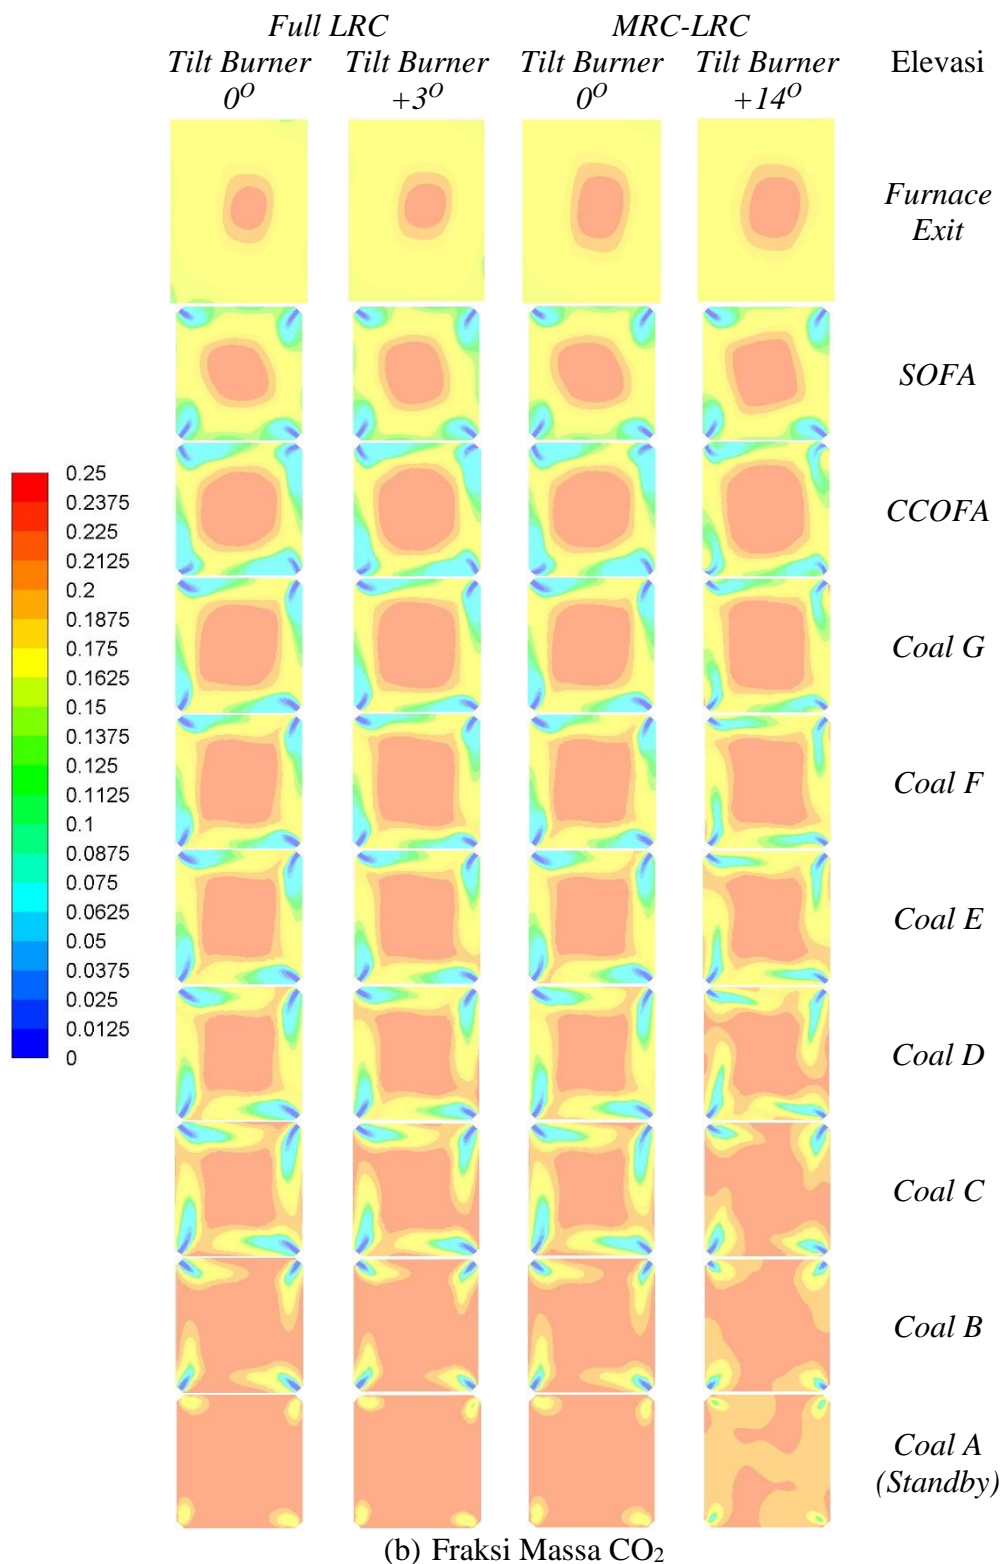 Full LRC MRC-LRC
Tilt Burner Tilt Burner Tilt Burner Tilt Burner Elevasi
0° +3° 0° +14°
Furnace
Exit
SOFA
CCOFA
Coal G
Coal F
Coal E
Coal D
Coal C
Coal B
Coal A
(Standby)
0.25
0.2375
0.225
0.2125
0.2
0.1875
0.175
0.1625
0.15
0.1375
0.125
0.1125
0.1
0.0875
0.075
0.0625
0.05
0.0375
0.025
0.0125
0
(b) Fraksi Massa CO₂